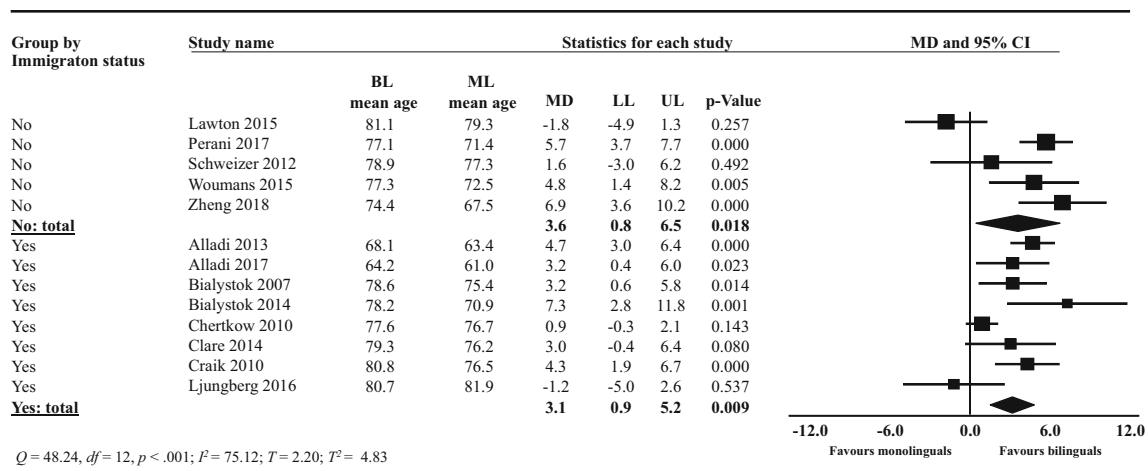 Group by Study name Statistics for each study MD and 95% CI
Immigraton status
BL ML
mean age mean age MD LL UL p-Value
No Lawton 2015 81.1 79.3 -1.8 -4.9 1.3 0.257
No Perani 2017 77.1 71.4 5.7 3.7 7.7 0.000
No Schweizer 2012 78.9 77.3 1.6 -3.0 6.2 0.492
No Woumans 2015 77.3 72.5 4.8 1.4 8.2 0.005
No Zheng 2018 74.4 67.5 6.9 3.6 10.2 0.000
No: total 3.6 0.8 6.5 0.018
Yes Alladi 2013 68.1 63.4 4.7 3.0 6.4 0.000
Yes Alladi 2017 64.2 61.0 3.2 0.4 6.0 0.023
Yes Bialystok 2007 78.6 75.4 3.2 0.6 5.8 0.014
Yes Bialystok 2014 78.2 70.9 7.3 2.8 11.8 0.001
Yes Chertkow 2010 77.6 76.7 0.9 -0.3 2.1 0.143
Yes Clare 2014 79.3 76.2 3.0 -0.4 6.4 0.080
Yes Craik 2010 80.8 76.5 4.3 1.9 6.7 0.000
Yes Ljungberg 2016 80.7 81.9 -1.2 -5.0 2.6 0.537
Yes: total 3.1 0.9 5.2 0.009
-12.0 -6.0 0.0 6.0 12.0
Favours monolinguals Favours bilinguals
Q = 48.24, df = 12, p < .001; I² = 75.12; T = 2.20; T² = 4.83